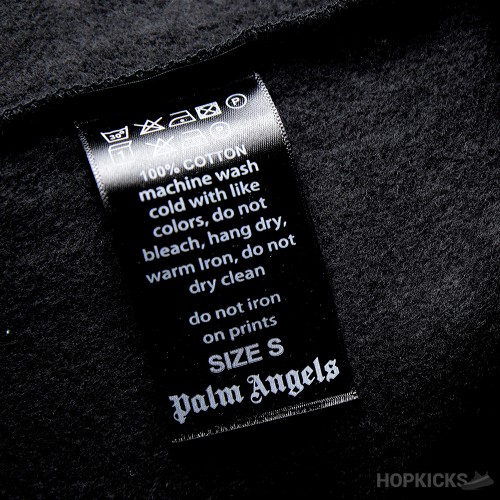 30°
P
100% COTTON
machine wash
cold with like
colors, do not
bleach, hang dry,
warm Iron, do not
dry clean
do not iron
on prints
SIZE S
Palm Angels
HOPKICKS